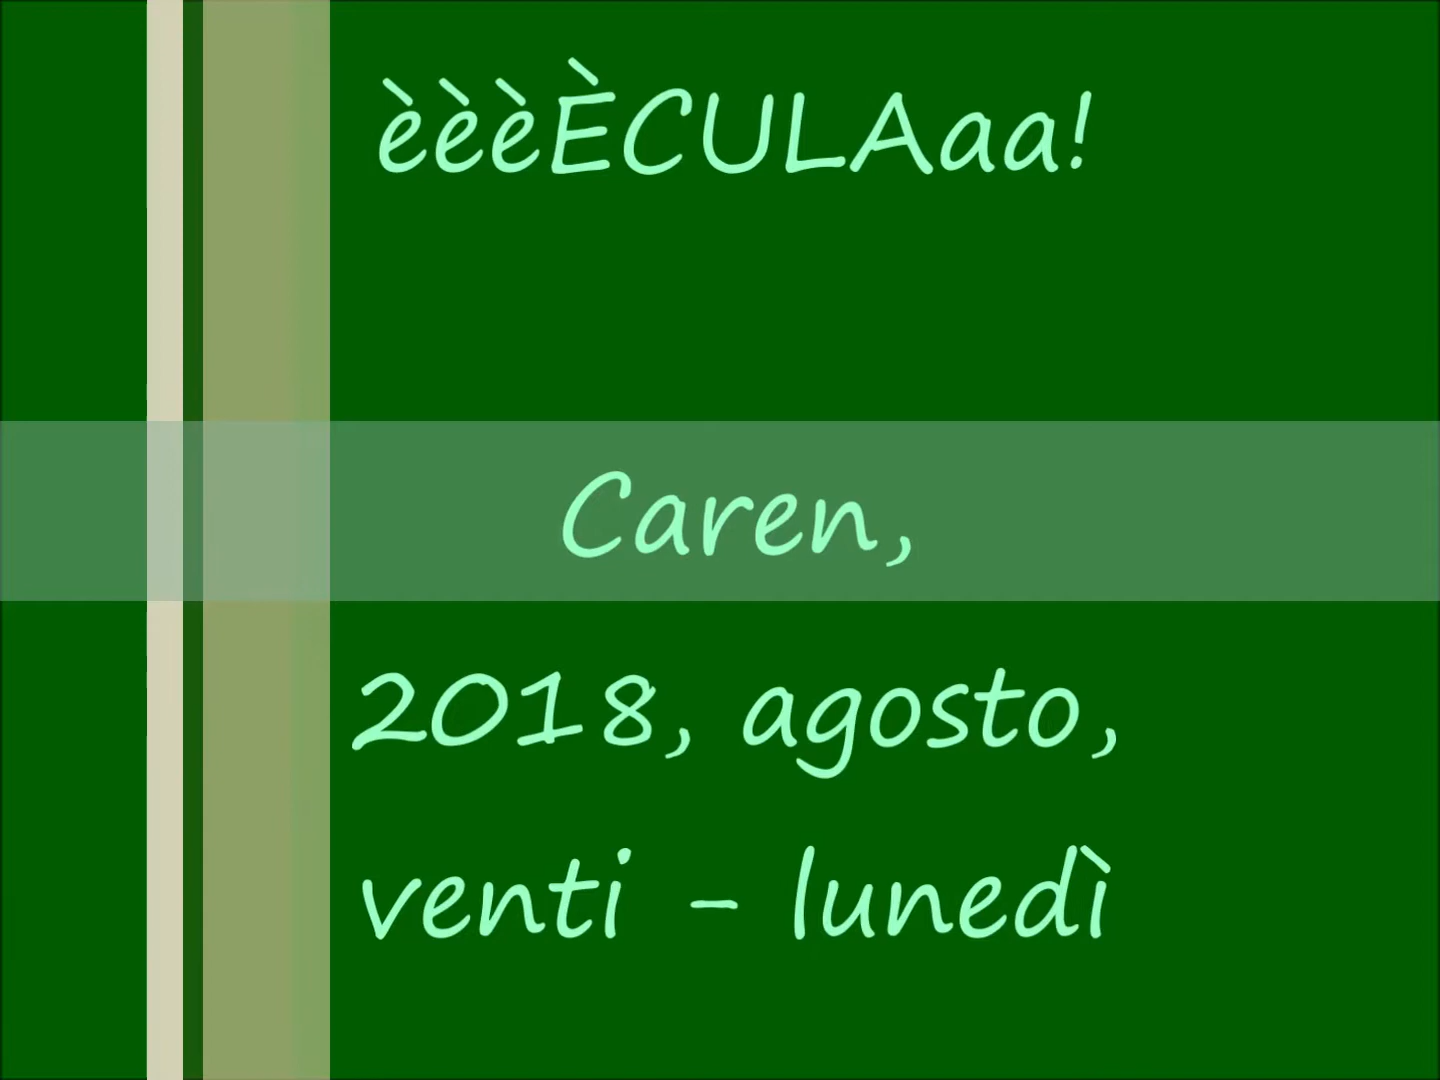 èèèÈCULAaa!
Caren,
2018, agosto,
venti - lunedì